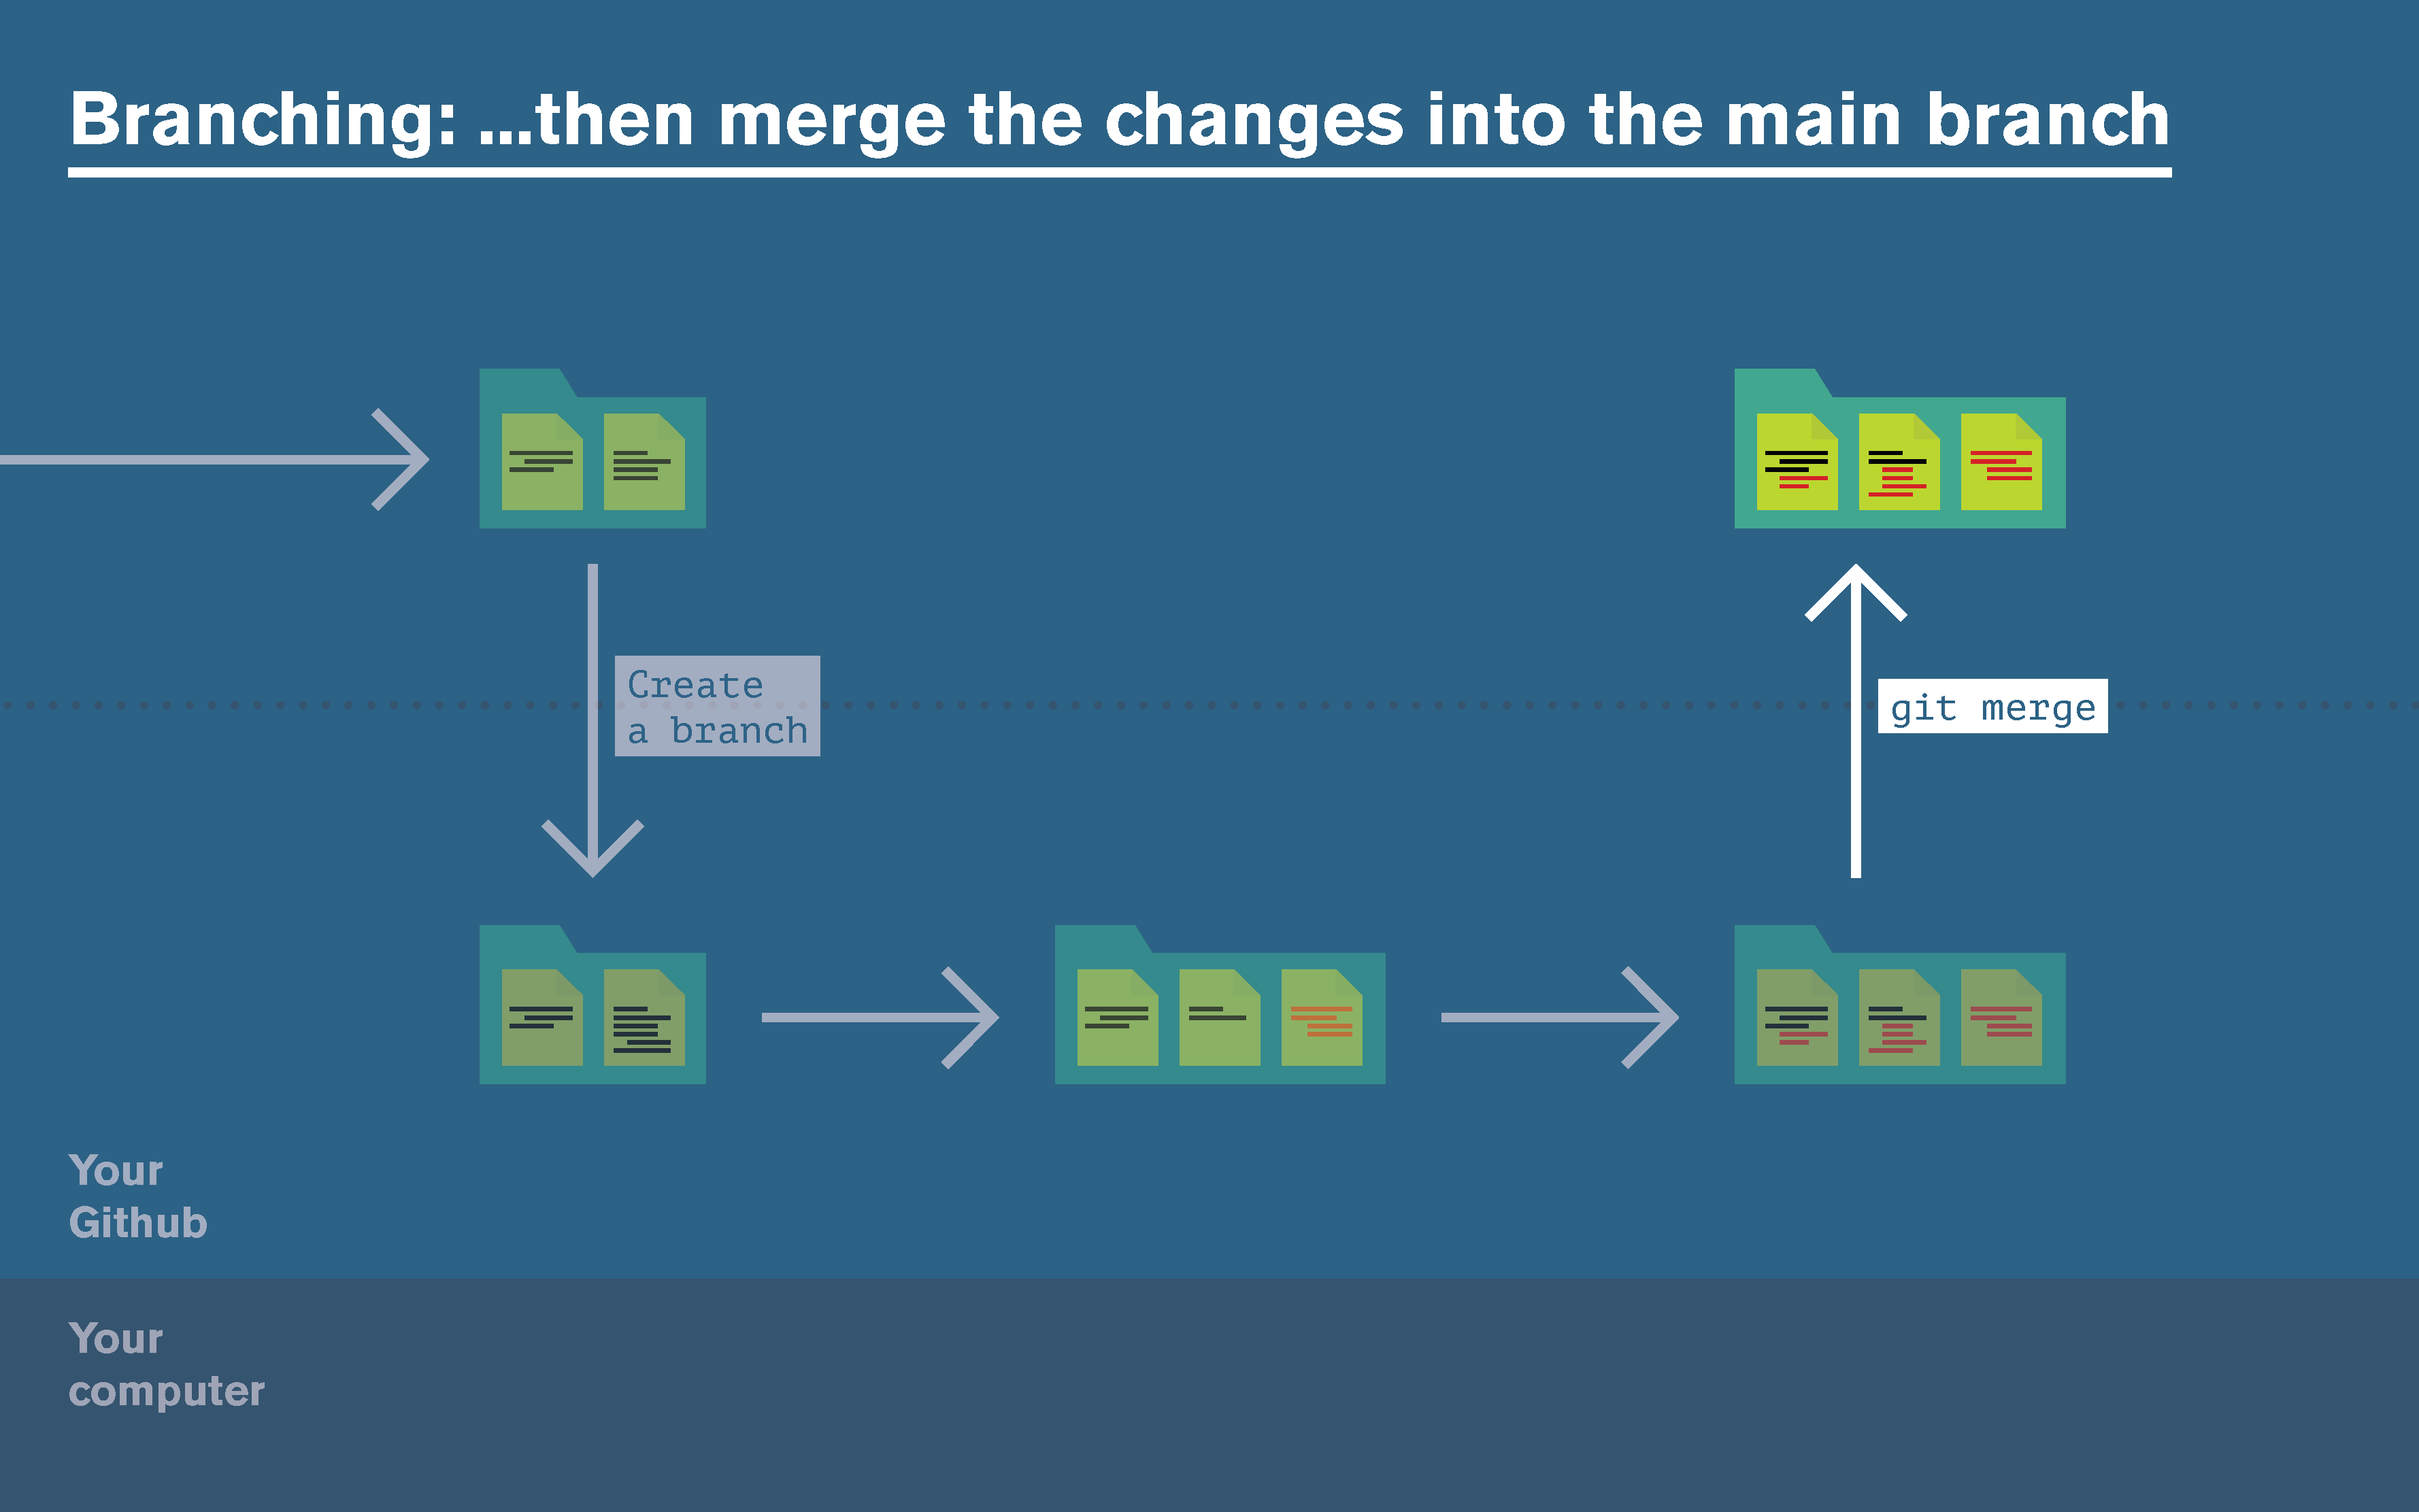 Branching: ...then merge the changes into the main branch
Create
a branch
git merge
Your
Github
Your
computer